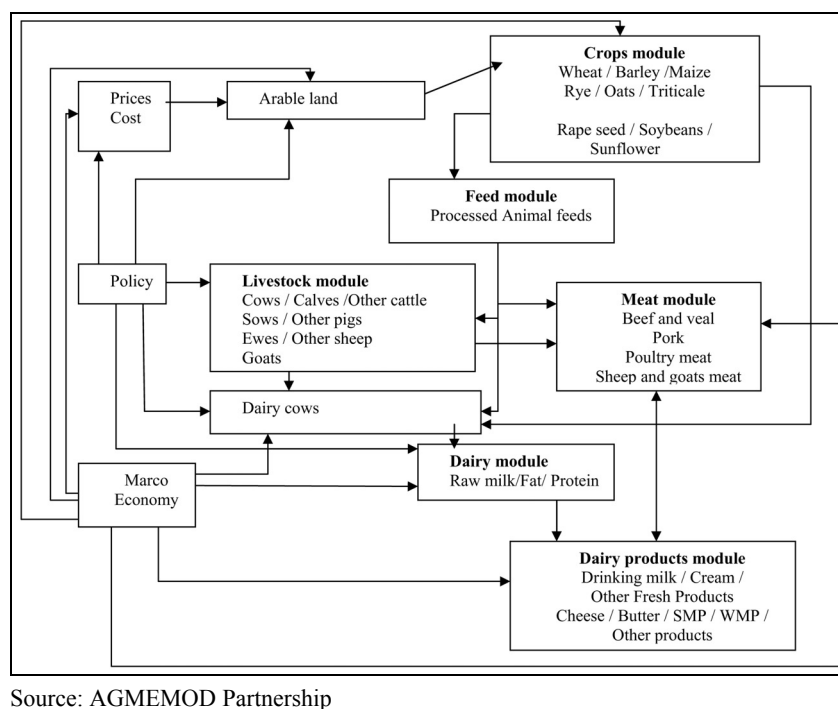 Crops module
Wheat / Barley /Maize
Rye / Oats / Triticale
Rape seed / Soybeans /
Sunflower
Prices
Cost
Arable land
Feed module
Processed Animal feeds
Policy
Livestock module
Cows / Calves /Other cattle
Sows / Other pigs
Ewes / Other sheep
Goats
Meat module
Beef and veal
Pork
Poultry meat
Sheep and goats meat
Dairy cows
Dairy module
Raw milk/Fat/ Protein
Marco
Economy
Dairy products module
Drinking milk / Cream /
Other Fresh Products
Cheese / Butter / SMP / WMP /
Other products
Source: AGMEMOD Partnership